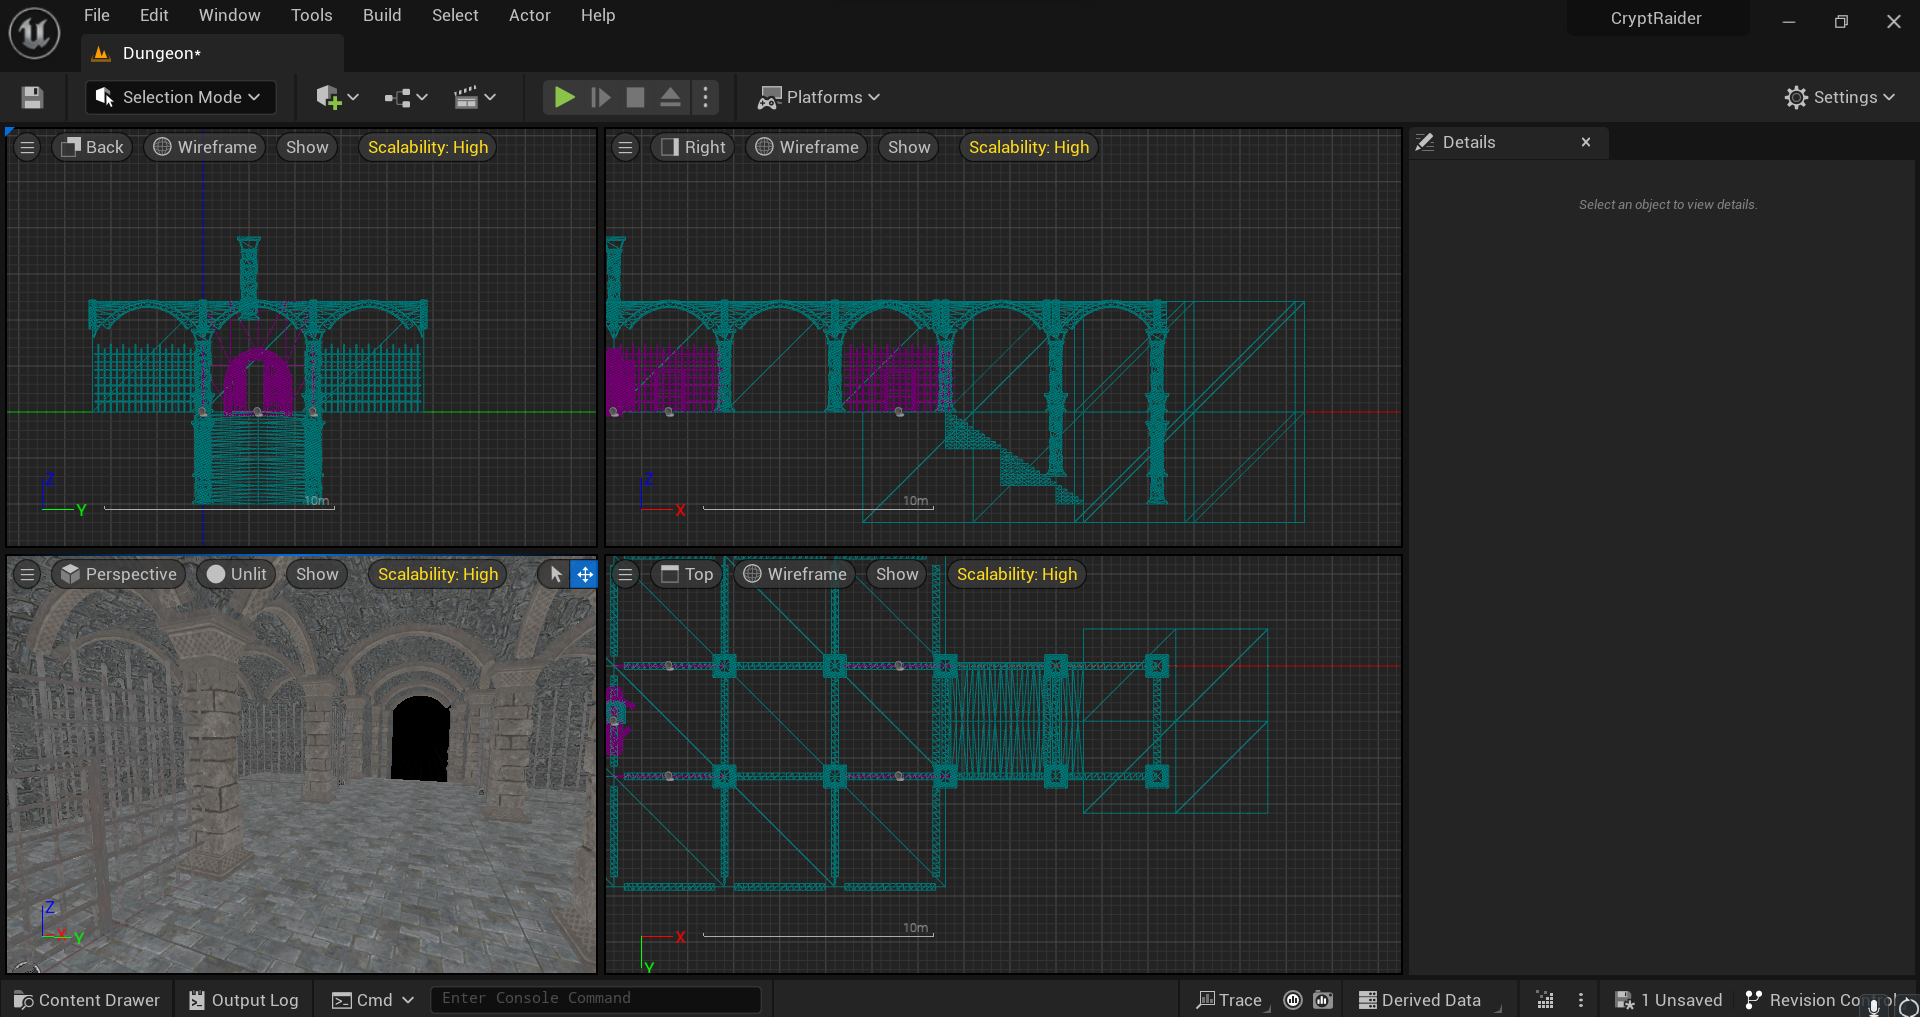 File Edit Window Tools Build Select Actor Help
CryptRaider
Dungeon*
Selection Mode
Platforms
Settings
Back Wireframe Show Scalability: High
Z
Y
10m
Right Wireframe Show Scalability: High
Z
X
10m
Details
Select an object to view details.
Perspective Unlit Show Scalability: High
Z
X Y
Top Wireframe Show Scalability: High
X
Y
10m
Content Drawer Output Log Cmd Enter Console Command Trace Derived Data 1 Unsaved Revision